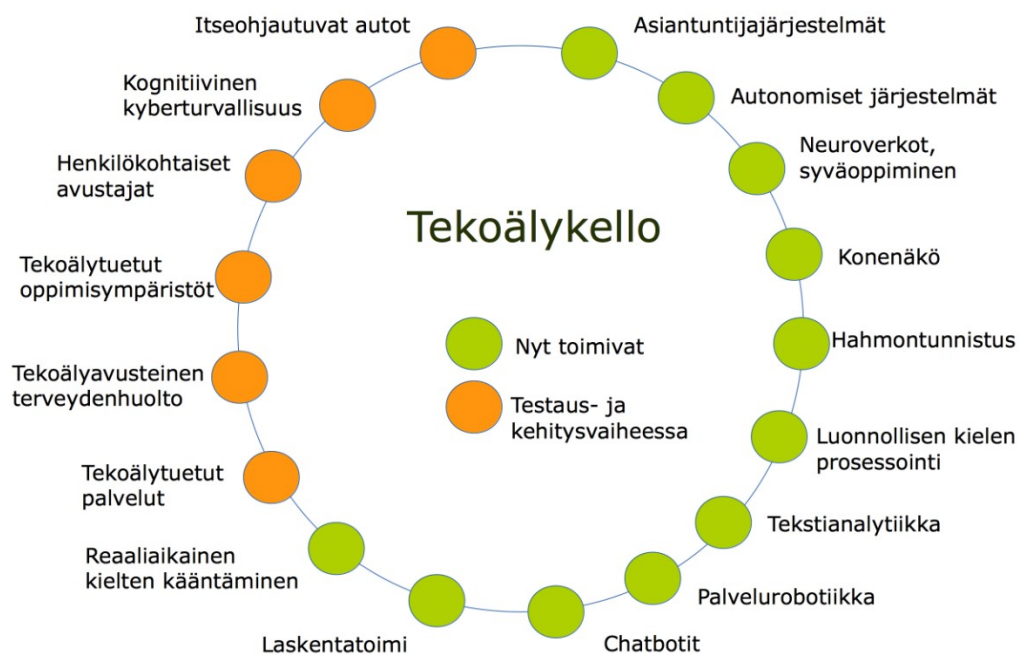 Tekoälykello
Nyt toimivat
Testaus- ja
kehitysvaiheessa
Asiantuntijajärjestelmät
Autonomiset järjestelmät
Neuroverkot,
syväoppiminen
Konenäkö
Hahmontunnistus
Luonnollisen kielen
prosessointi
Tekstianalytiikka
Palvelurobotiikka
Chatbotit
Laskentatoimi
Reaaliaikainen
kielten kääntäminen
Tekoälytuetut
palvelut
Tekoälyavusteinen
terveydenhuolto
Tekoälytuetut
oppimisympäristöt
Henkilökohtaiset
avustajat
Kognitiivinen
kyberturvallisuus
Itseohjautuvat autot